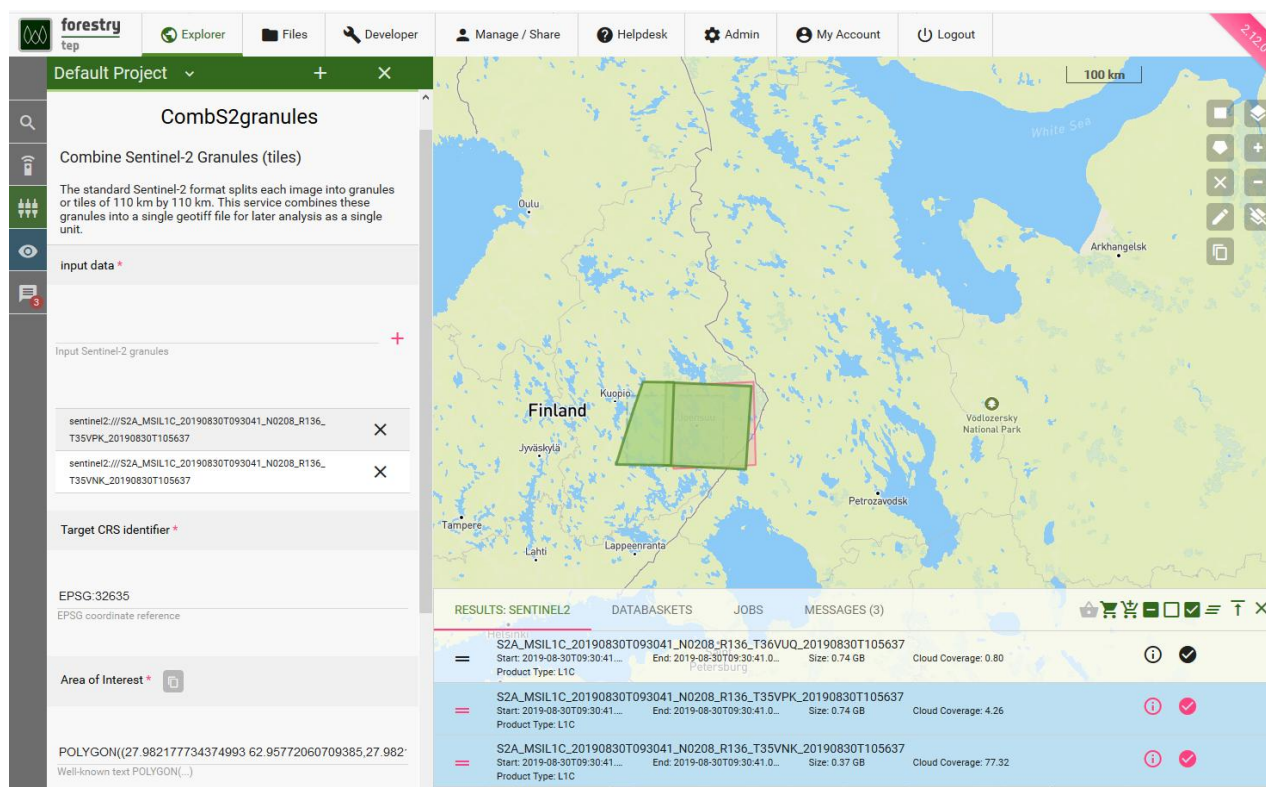 forestry
tep
Explorer
Files
Developer
Manage / Share
Helpdesk
Admin
My Account
Logout
2.12.0
Default Project
CombS2granules
Combine Sentinel-2 Granules (tiles)
The standard Sentinel-2 format splits each image into granules
or tiles of 110 km by 110 km. This service combines these
granules into a single geotiff file for later analysis as a single
unit.
input data *
Input Sentinel-2 granules
sentinel2:///S2A_MSIL1C_20190830T093041_N0208_R136_
T35VPK_20190830T105637
sentinel2:///S2A_MSIL1C_20190830T093041_N0208_R136_
T35VNK_20190830T105637
Target CRS identifier *
EPSG:32635
EPSG coordinate reference
Area of Interest *
POLYGON((27.982177734374993 62.95772060709385,27.982
Well-known text POLYGON(...)
3
100 km
White Sea
Oulu
Arkhangelsk
Kuopio
Finland
Vodlozersky
National Park
Jyväskylä
Petrozavodsk
Tampere
Lahti
Lappeenranta
Helsinki
Petersburg
RESULTS: SENTINEL2
DATABASKETS
JOBS
MESSAGES (3)
S2A_MSIL1C_20190830T093041_N0208_R136_T36VUQ_20190830T105637
Start: 2019-08-30T09:30:41.... End: 2019-08-30T09:30:41.0... Size: 0.74 GB Cloud Coverage: 0.80
Product Type: L1C
S2A_MSIL1C_20190830T093041_N0208_R136_T35VPK_20190830T105637
Start: 2019-08-30T09:30:41.... End: 2019-08-30T09:30:41.0... Size: 0.74 GB Cloud Coverage: 4.26
Product Type: L1C
S2A_MSIL1C_20190830T093041_N0208_R136_T35VNK_20190830T105637
Start: 2019-08-30T09:30:41.... End: 2019-08-30T09:30:41.0... Size: 0.37 GB Cloud Coverage: 77.32
Product Type: L1C